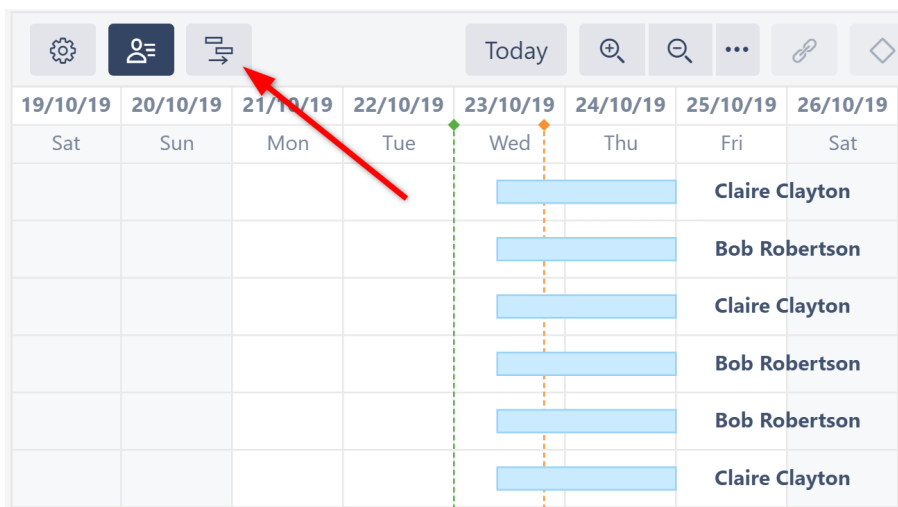 Today
19/10/19 20/10/19 21/10/19 22/10/19 23/10/19 24/10/19 25/10/19 26/10/19
Sat Sun Mon Tue Wed Thu Fri Sat
Claire Clayton
Bob Robertson
Claire Clayton
Bob Robertson
Bob Robertson
Claire Clayton